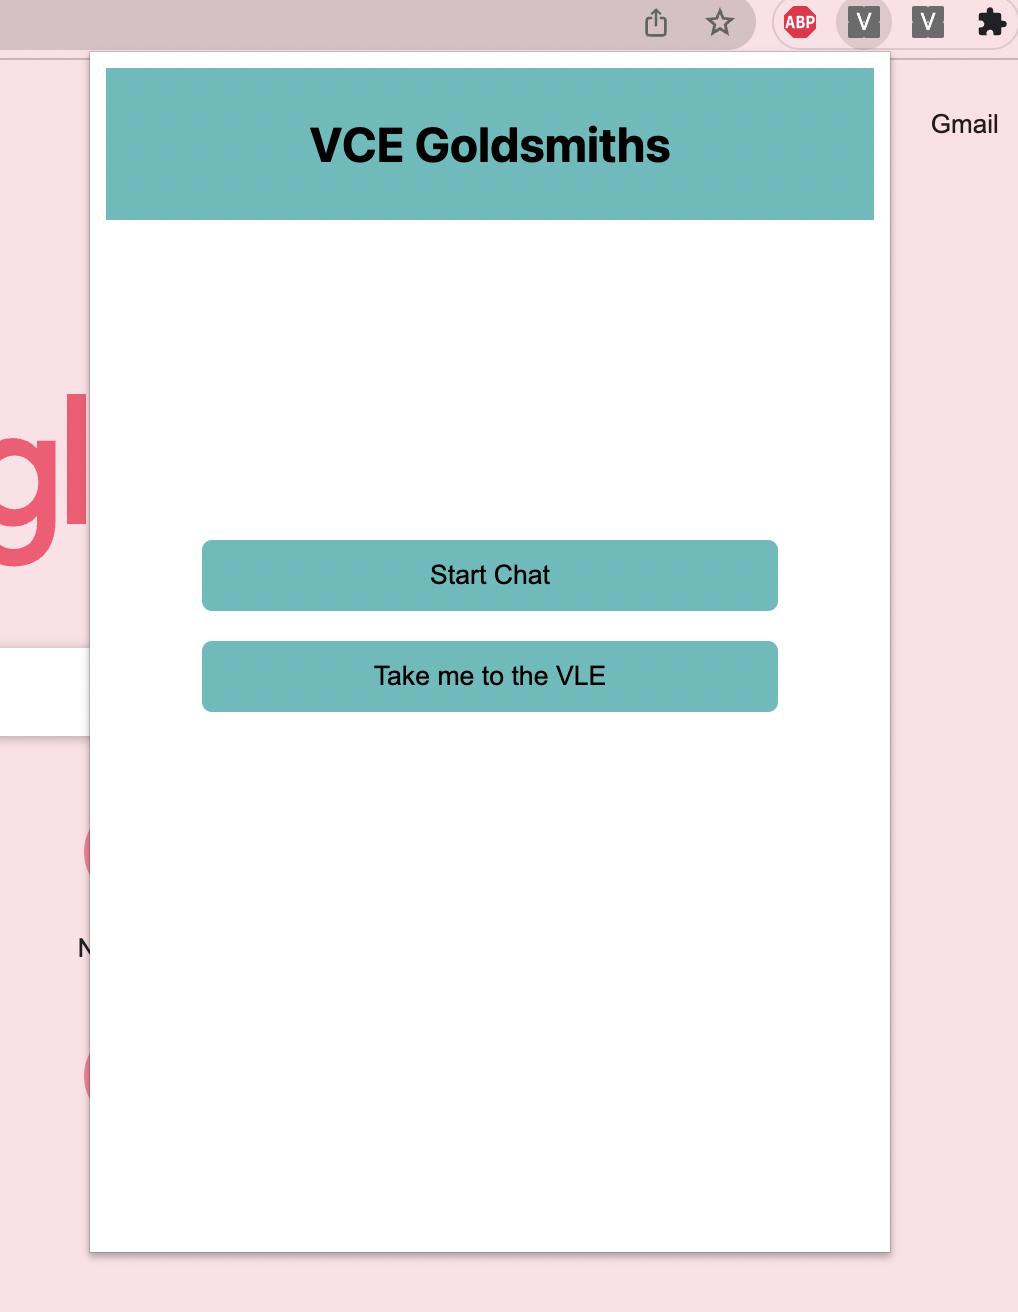 ABP
V
V
Gmail
VCE Goldsmiths
gl
Start Chat
Take me to the VLE
N